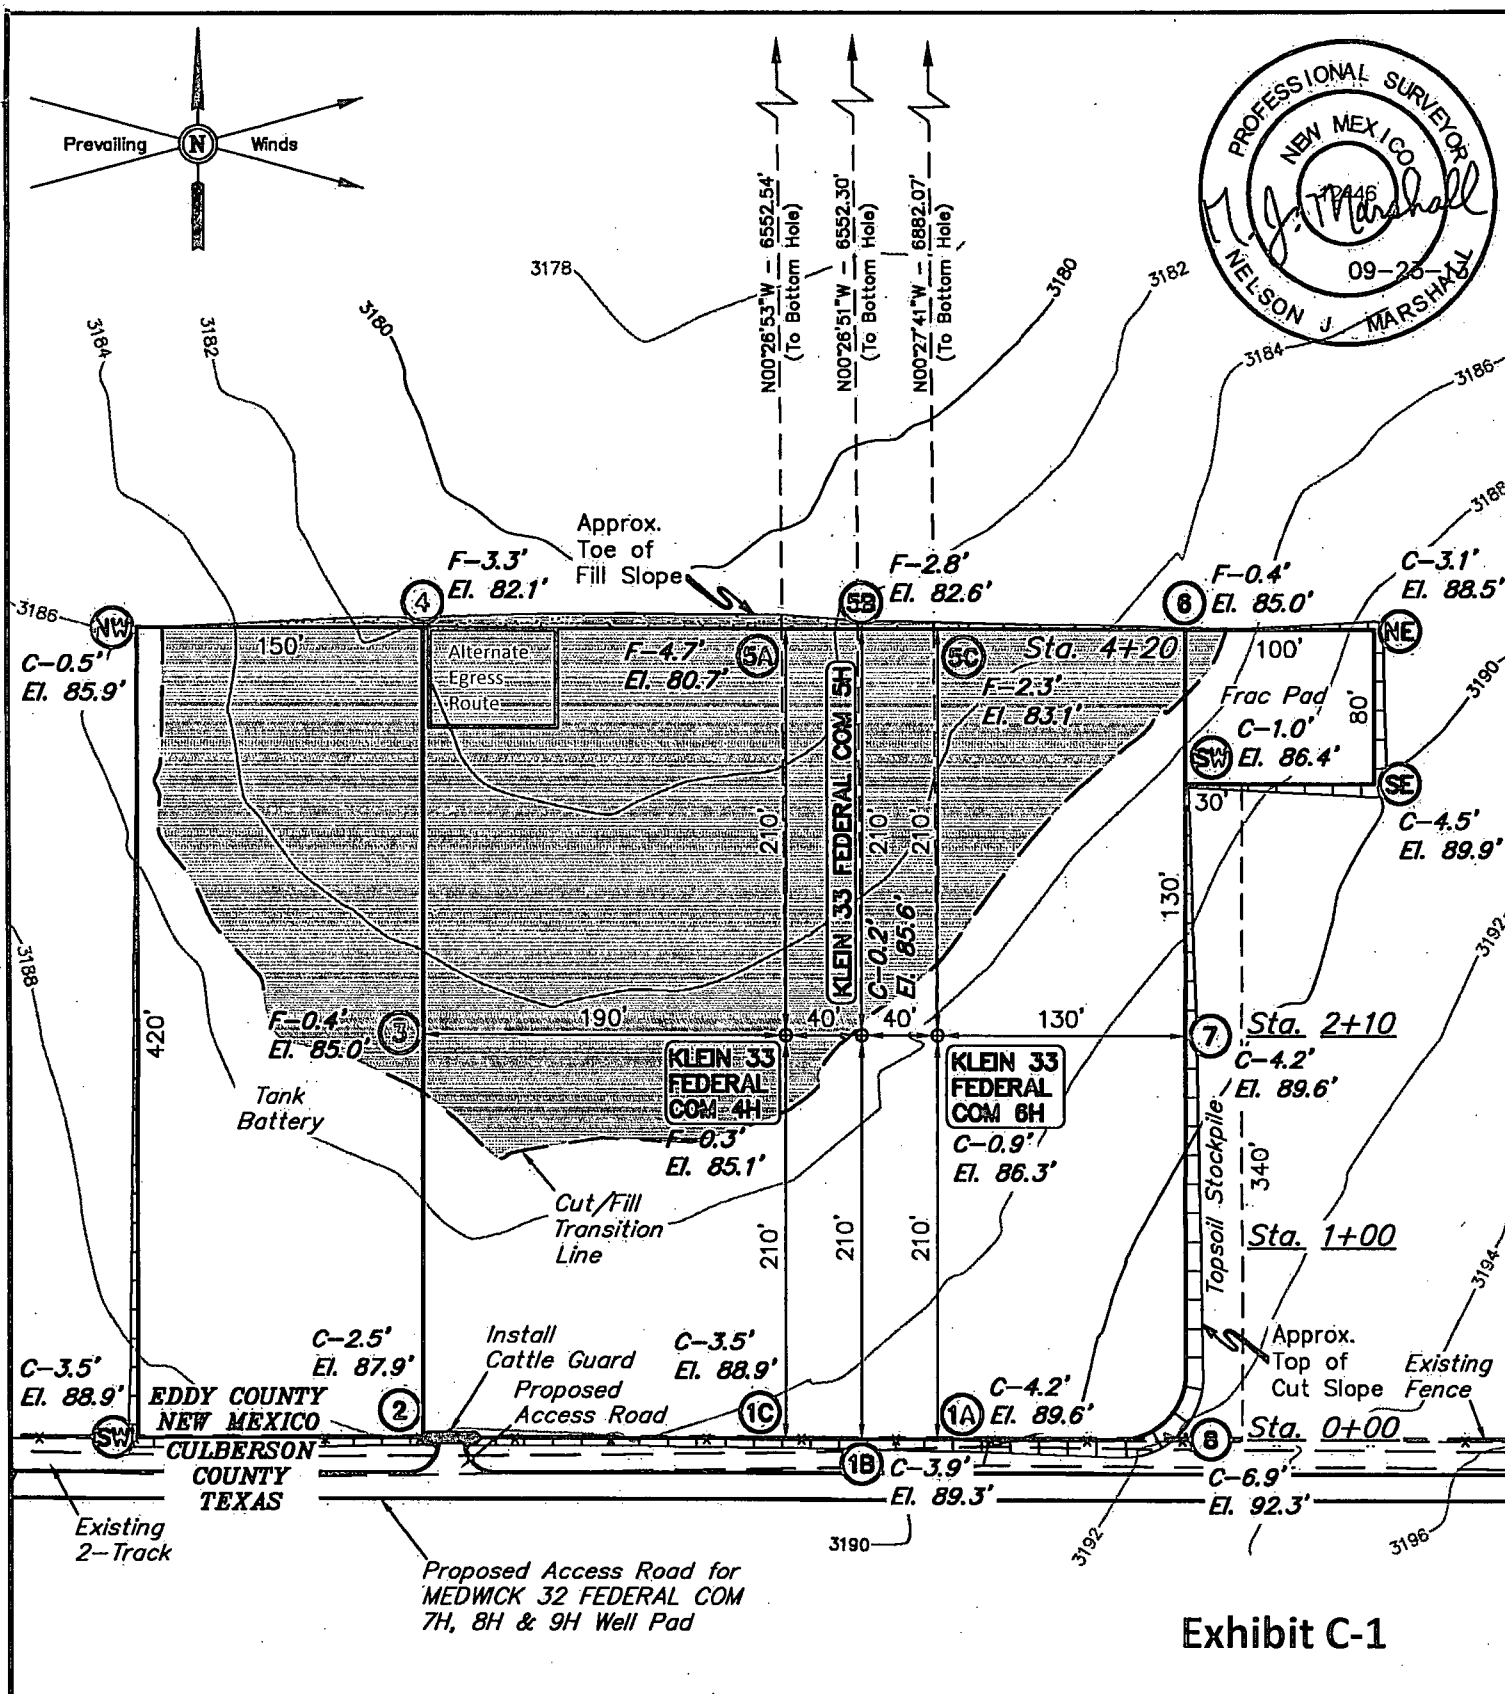 Prevailing
N
Winds
N00°26'53"W - 6552.54'
(To Bottom Hole)
N00°26'51"W - 6552.30'
(To Bottom Hole)
N00°27'41"W - 6882.07'
(To Bottom Hole)
PROFESSIONAL SURVEYOR
NEW MEXICO
NELSON J. MARSHALL
3178
3180
3182
3184
3186
3188
3190
3192
3194
3196
3184
3182
3180
3186
3188
Approx.
Toe of
Fill Slope
4
F-3.3'
El. 82.1'
5B
F-2.8'
El. 82.6'
6
F-0.4'
El. 85.0'
C-3.1'
El. 88.5'
NW
C-0.5'
El. 85.9'
150'
Alternate
Egress
Route
F-4.7'
El. 80.7'
5A
5C
Sta. 4+20
F-2.3'
El. 83.1'
100'
NE
Frac Pad
C-1.0'
El. 86.4'
SW
80'
SE
30'
C-4.5'
El. 89.9'
KLEIN 33 FEDERAL COM 5H
210'
210'
210'
C-0.2'
El. 85.6'
130'
420'
F-0.4'
El. 85.0'
3
190'
40'
40'
130'
7
Sta. 2+10
C-4.2'
El. 89.6'
KLEIN 33
FEDERAL
COM 4H
F-0.3'
El. 85.1'
KLEIN 33
FEDERAL
COM 6H
C-0.9'
El. 86.3'
Tank
Battery
Cut/Fill
Transition
Line
210'
210'
210'
Topsoil Stockpile
340'
Sta. 1+00
C-3.5'
El. 88.9'
C-2.5'
El. 87.9'
Install
Cattle Guard
Proposed
Access Road
C-3.5'
El. 88.9'
C-4.2'
El. 89.6'
Approx.
Top of
Cut Slope
Existing
Fence
EDDY COUNTY
NEW MEXICO
CULBERSON
COUNTY
TEXAS
SW
2
1C
1A
1B
C-3.9'
El. 89.3'
8
Sta. 0+00
C-6.9'
El. 92.3'
Existing
2-Track
3190
3192
Proposed Access Road for
MEDWICK 32 FEDERAL COM
7H, 8H & 9H Well Pad
Exhibit C-1